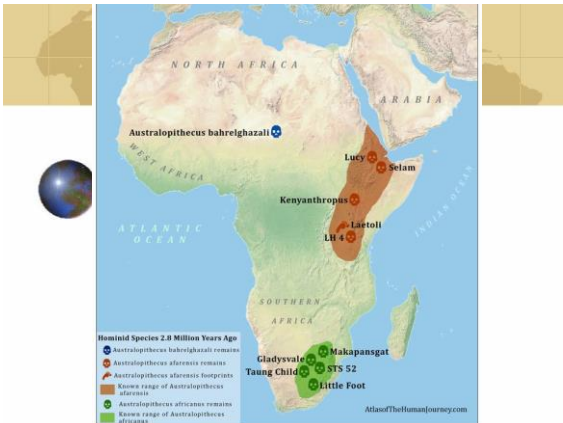 NORTH AFRICA
ARABIA
Australopithecus bahrelghazali
WEST AFRICA
Lucy
Selam
Kenyanthropus
INDIAN OCEAN
Laetoli
LH 4
ATLANTIC
OCEAN
SOUTHERN
AFRICA
Makapansgat
Gladysvale
STS 52
Taung Child
Little Foot
Hominid Species 2.8 Million Years Ago
Australopithecus bahrelghazali remains
Australopithecus afarensis remains
Australopithecus afarensis footprints
Known range of Australopithecus
afarensis
Australopithecus africanus remains
Known range of Australopithecus
africanus
AtlasofTheHumanJourney.com